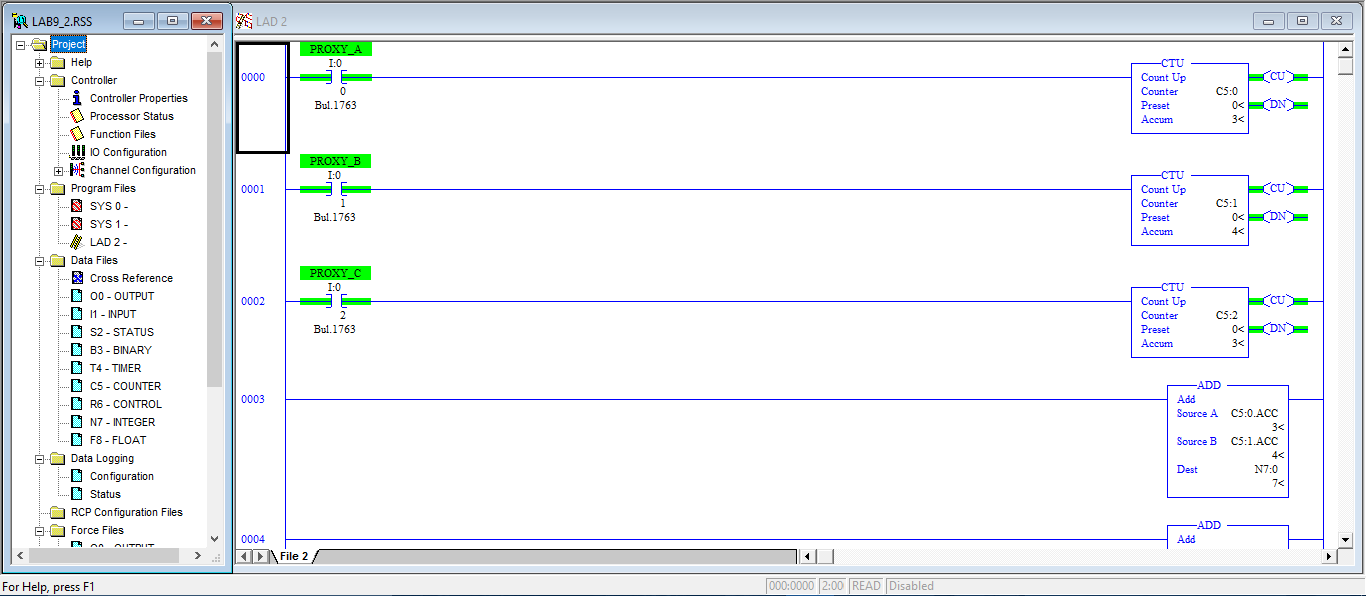 LAB9_2.RSS
Project
Help
Controller
Controller Properties
Processor Status
Function Files
IO Configuration
Channel Configuration
Program Files
SYS 0 -
SYS 1 -
LAD 2 -
Data Files
Cross Reference
O0 - OUTPUT
I1 - INPUT
S2 - STATUS
B3 - BINARY
T4 - TIMER
C5 - COUNTER
R6 - CONTROL
N7 - INTEGER
F8 - FLOAT
Data Logging
Configuration
Status
RCP Configuration Files
Force Files
O0 - OUTPUT
LAD 2
0000
PROXY_A
I:0
0
Bul.1763
CTU
Count Up
Counter C5:0
Preset 0<
Accum 3<
CU
DN
0001
PROXY_B
I:0
1
Bul.1763
CTU
Count Up
Counter C5:1
Preset 0<
Accum 4<
CU
DN
0002
PROXY_C
I:0
2
Bul.1763
CTU
Count Up
Counter C5:2
Preset 0<
Accum 3<
CU
DN
0003
ADD
Add
Source A C5:0.ACC
3<
Source B C5:1.ACC
4<
Dest N7:0
7<
0004
ADD
Add
File 2
For Help, press F1
000:0000 2:00 READ Disabled